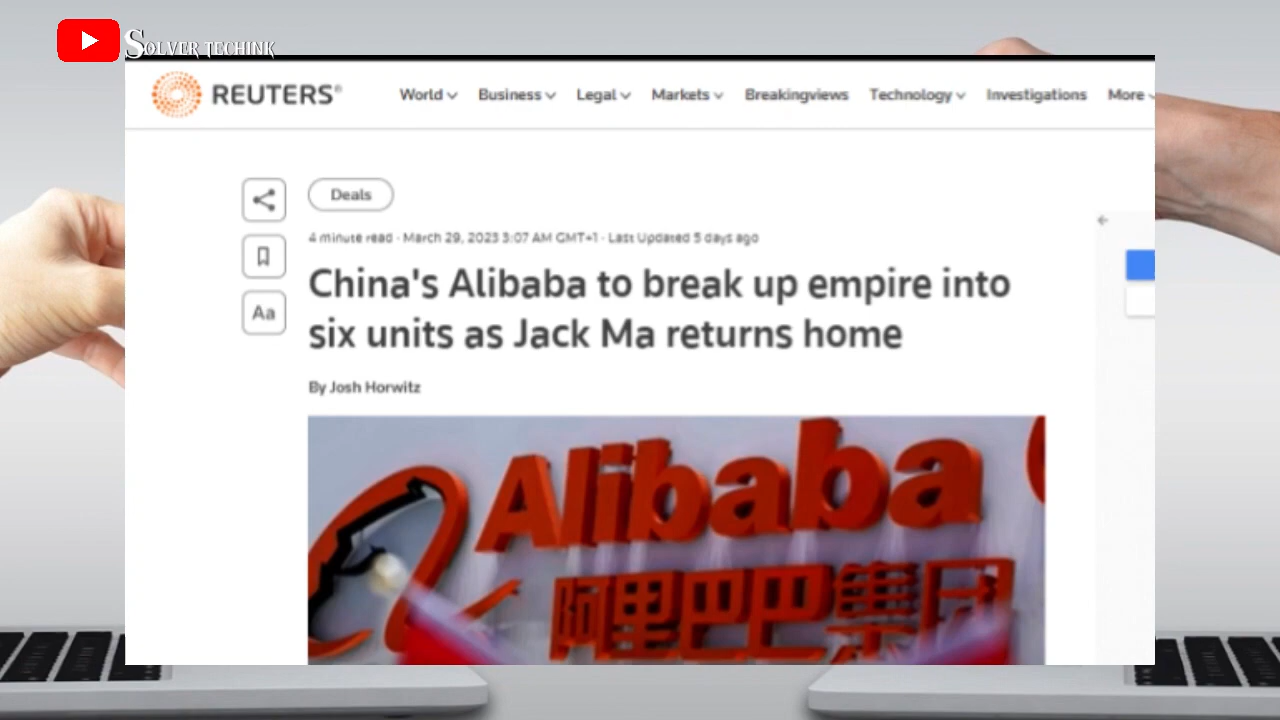 SOLVER TECHINK
REUTERS®
World Business Legal Markets Breakingviews Technology Investigations More
Deals
4 minute read · March 29, 2023 3:07 AM GMT+1 · Last Updated 5 days ago
Aa
China's Alibaba to break up empire into
six units as Jack Ma returns home
By Josh Horwitz
Alibaba
阿里巴巴集团